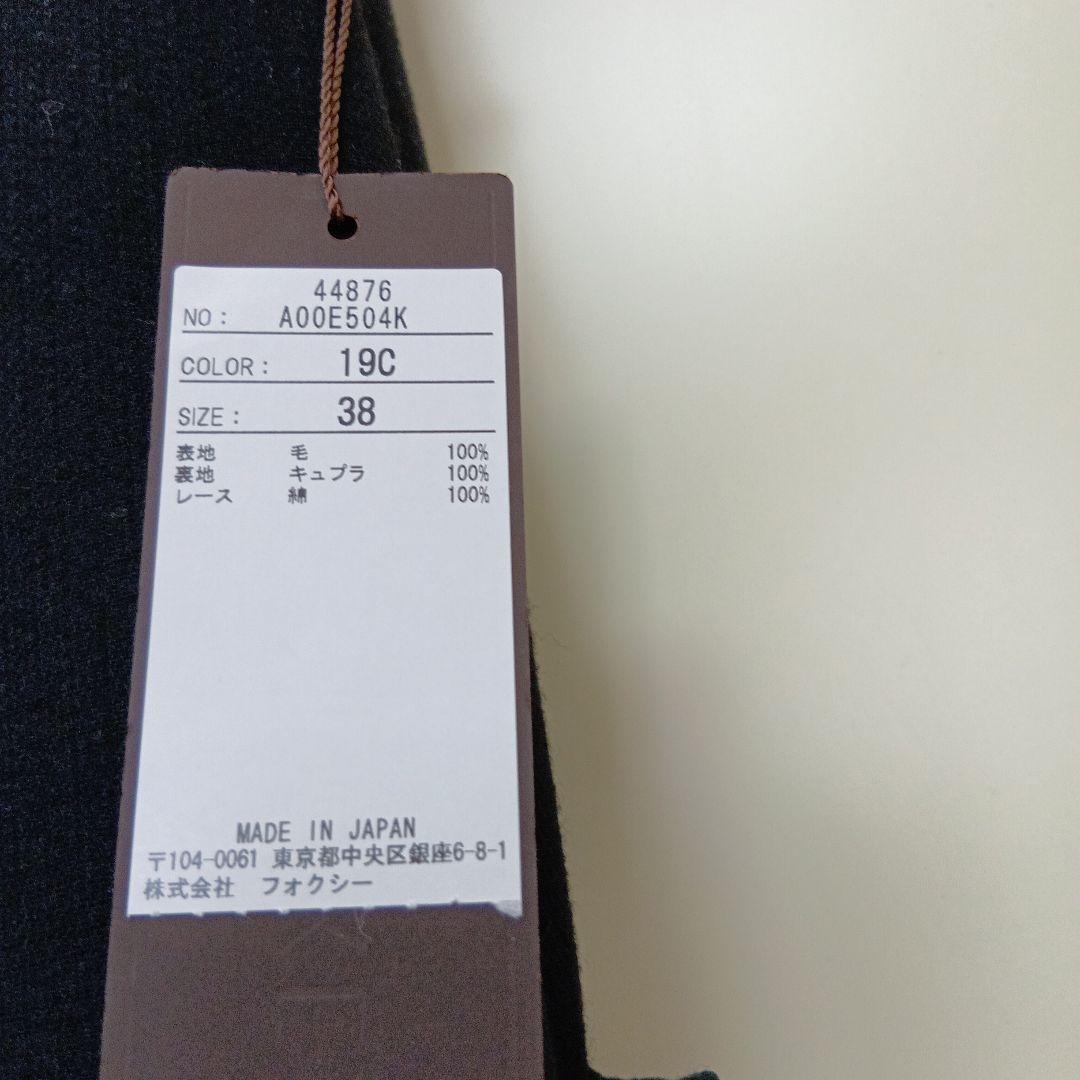 44876
NO: A00E504K
COLOR: 19C
SIZE: 38
表地 毛 100%
裏地 キュプラ 100%
レース 綿 100%
MADE IN JAPAN
〒104-0061 東京都中央区銀座6-8-1
株式会社 フォクシー